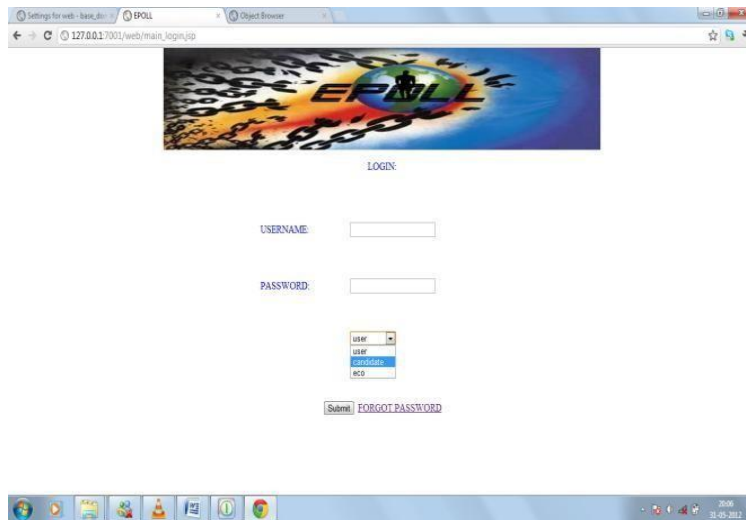 Settings for web - base_do
EPOLL
Object Browser
127.0.0.1:7001/web/main_login.jsp
EPOLL
LOGIN:
USERNAME:
PASSWORD:
user
user
candidate
eco
Submit FORGOT PASSWORD
20:06
31-05-2012